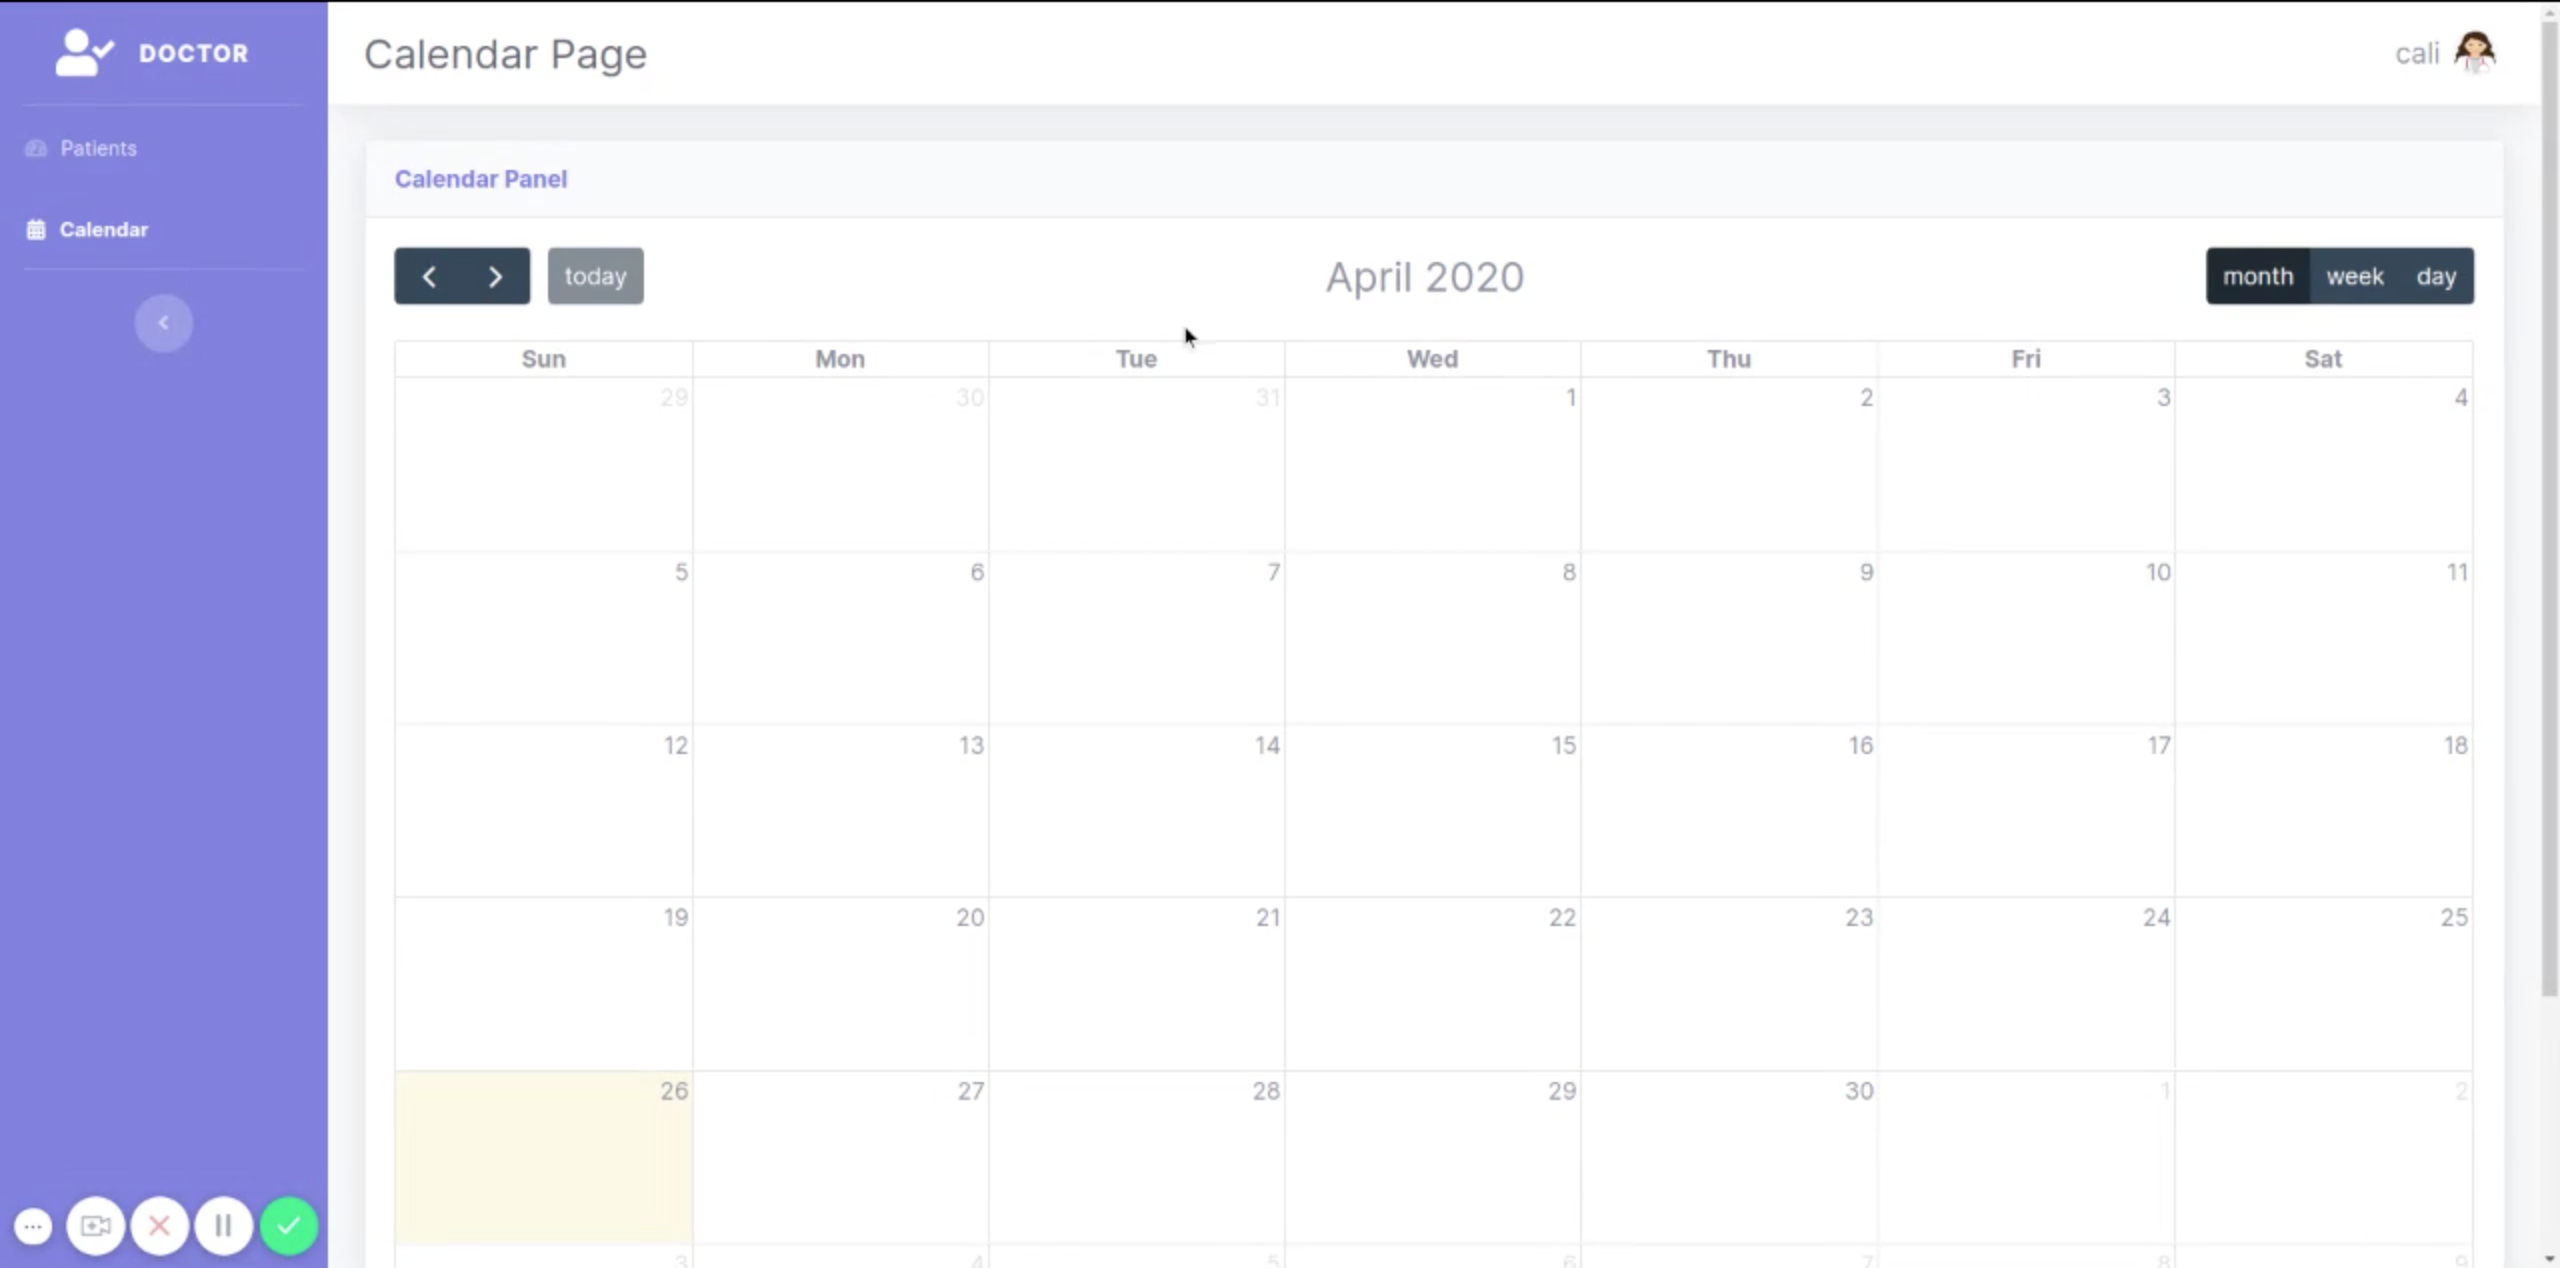 DOCTOR
Calendar Page
cali
Patients
Calendar
Calendar Panel
today
April 2020
month week day
Sun Mon Tue Wed Thu Fri Sat
29 30 31 1 2 3 4
5 6 7 8 9 10 11
12 13 14 15 16 17 18
19 20 21 22 23 24 25
26 27 28 29 30 1 2
3 4 5 6 7 8 9